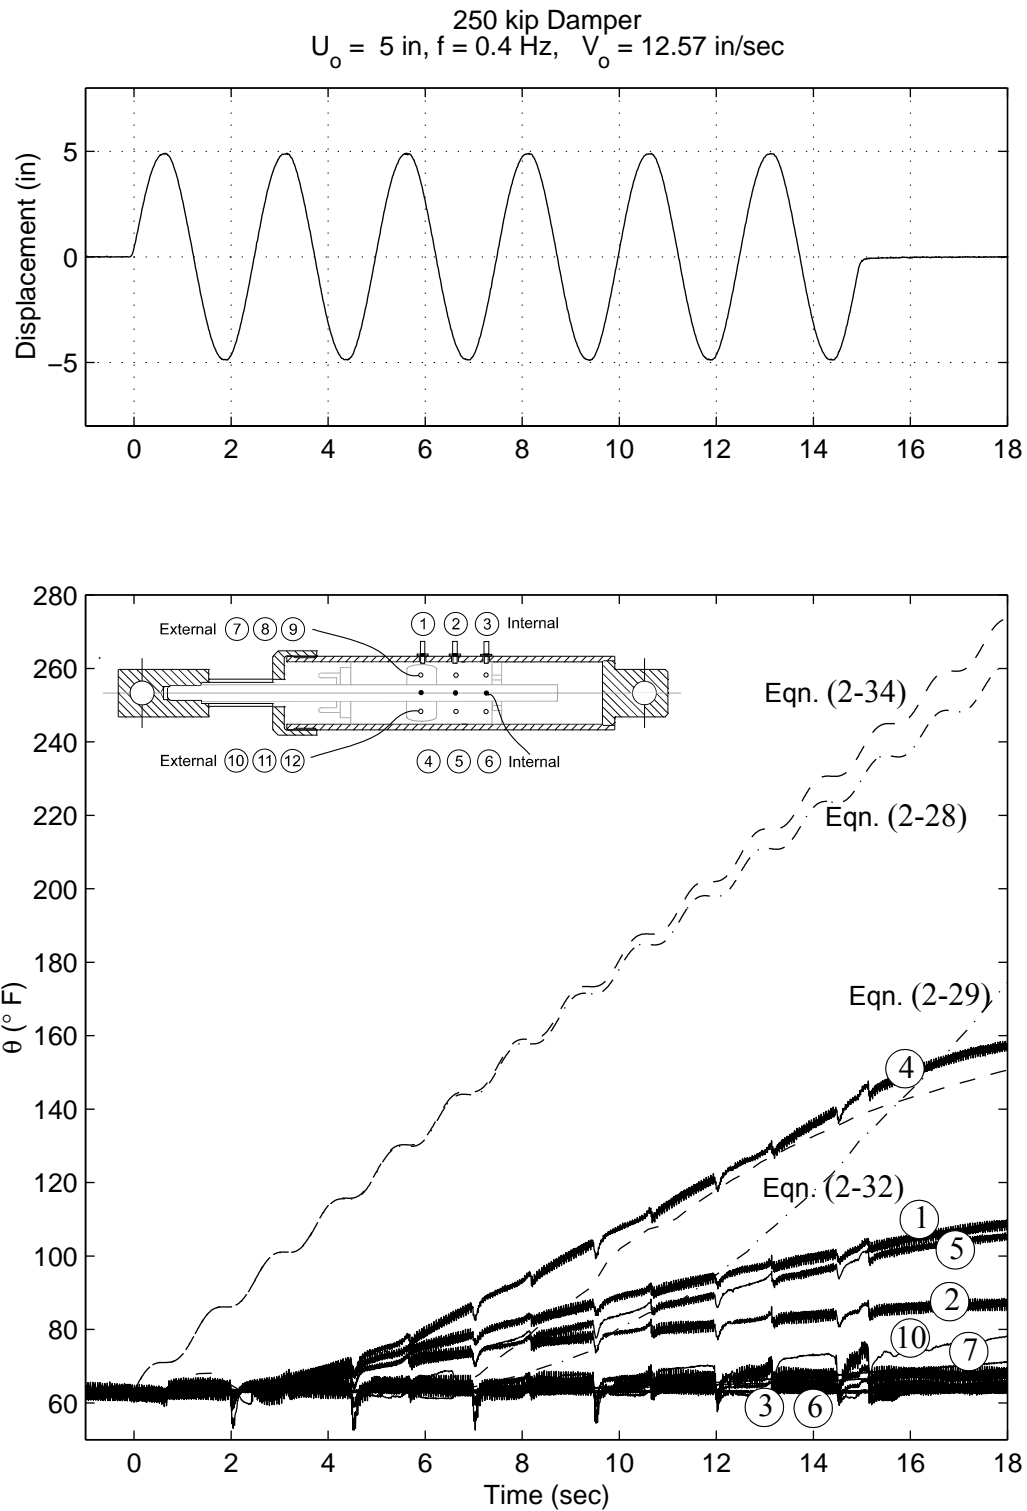 250 kip Damper
U_o = 5 in, f = 0.4 Hz, V_o = 12.57 in/sec
Displacement (in)
5
0
−5
0 2 4 6 8 10 12 14 16 18
θ (° F)
280
260
240
220
200
180
160
140
120
100
80
60
External 7 8 9
1 2 3 Internal
External 10 11 12
4 5 6 Internal
Eqn. (2-34)
Eqn. (2-28)
Eqn. (2-29)
4
Eqn. (2-32)
1
5
2
10
7
3 6
0 2 4 6 8 10 12 14 16 18
Time (sec)